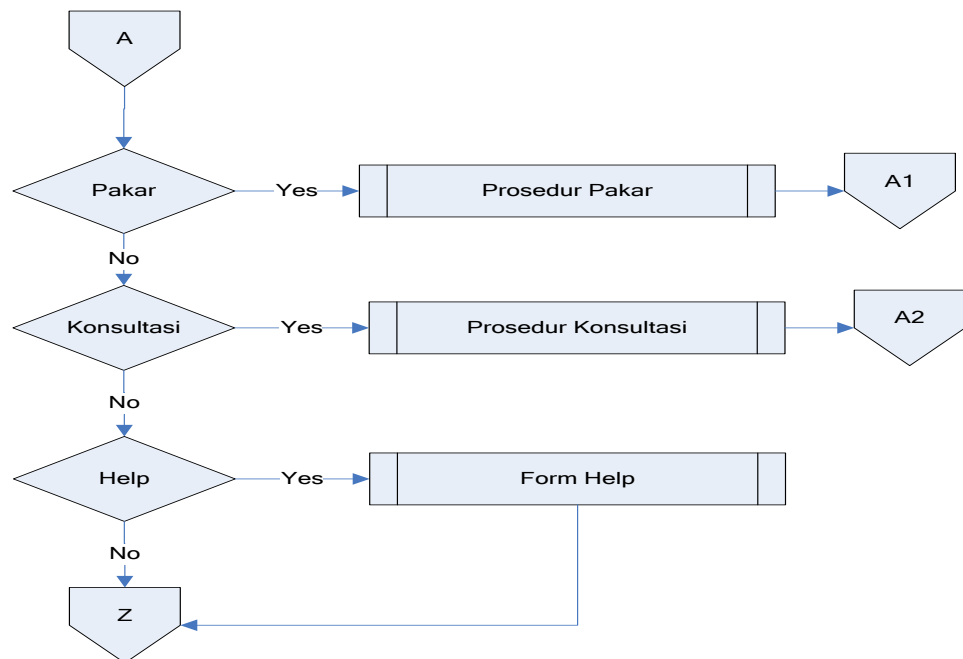 A
Pakar
Yes
Prosedur Pakar
A1
No
Konsultasi
Yes
Prosedur Konsultasi
A2
No
Help
Yes
Form Help
No
Z